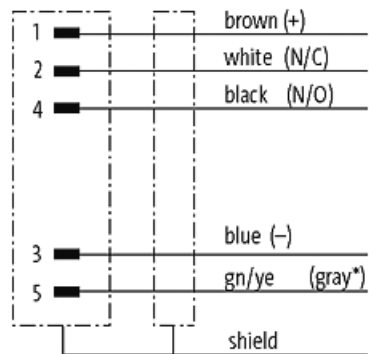 1 brown (+)
2 white (N/C)
4 black (N/O)
3 blue (–)
5 gn/ye (gray*)
shield